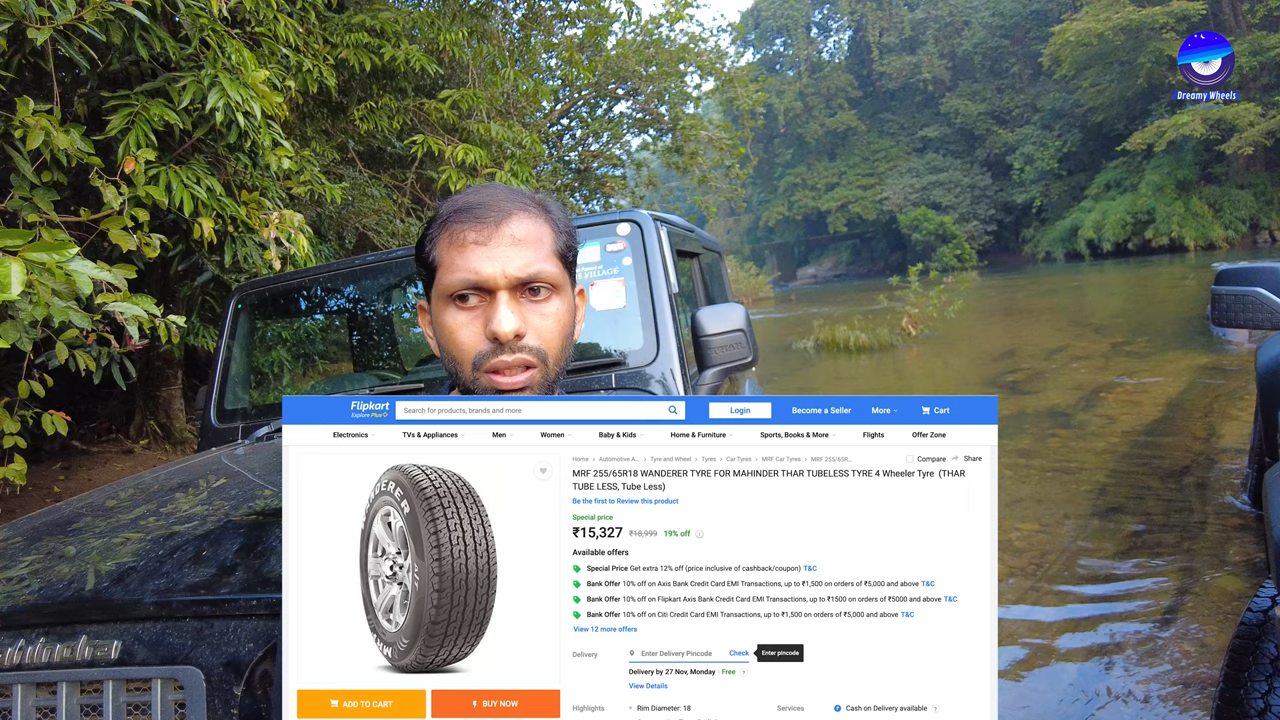 Dreamy Wheels
VILLAGE
THAR
Flipkart
Explore Plus
Search for products, brands and more
Login
Become a Seller
More
Cart
Electronics
TVs & Appliances
Men
Women
Baby & Kids
Home & Furniture
Sports, Books & More
Flights
Offer Zone
Home > Automotive A... > Tyre and Wheel > Tyres > Car Tyres > MRF Car Tyres > MRF 255/65R...
Compare
Share
MRF 255/65R18 WANDERER TYRE FOR MAHINDER THAR TUBELESS TYRE 4 Wheeler Tyre (THAR
TUBE LESS, Tube Less)
Be the first to Review this product
Special price
₹15,327 ₹18,999 19% off
Available offers
Special Price Get extra 12% off (price inclusive of cashback/coupon) T&C
Bank Offer 10% off on Axis Bank Credit Card EMI Transactions, up to ₹1,500 on orders of ₹5,000 and above T&C
Bank Offer 10% off on Flipkart Axis Bank Credit Card EMI Transactions, up to ₹1500 on orders of ₹5000 and above T&C
Bank Offer 10% off on Citi Credit Card EMI Transactions, up to ₹1,500 on orders of ₹5,000 and above T&C
View 12 more offers
Delivery
Enter Delivery Pincode
Check
Enter pincode
Delivery by 27 Nov, Monday | Free ?
View Details
ADD TO CART
BUY NOW
Highlights
Rim Diameter: 18
Services
Cash on Delivery available ?